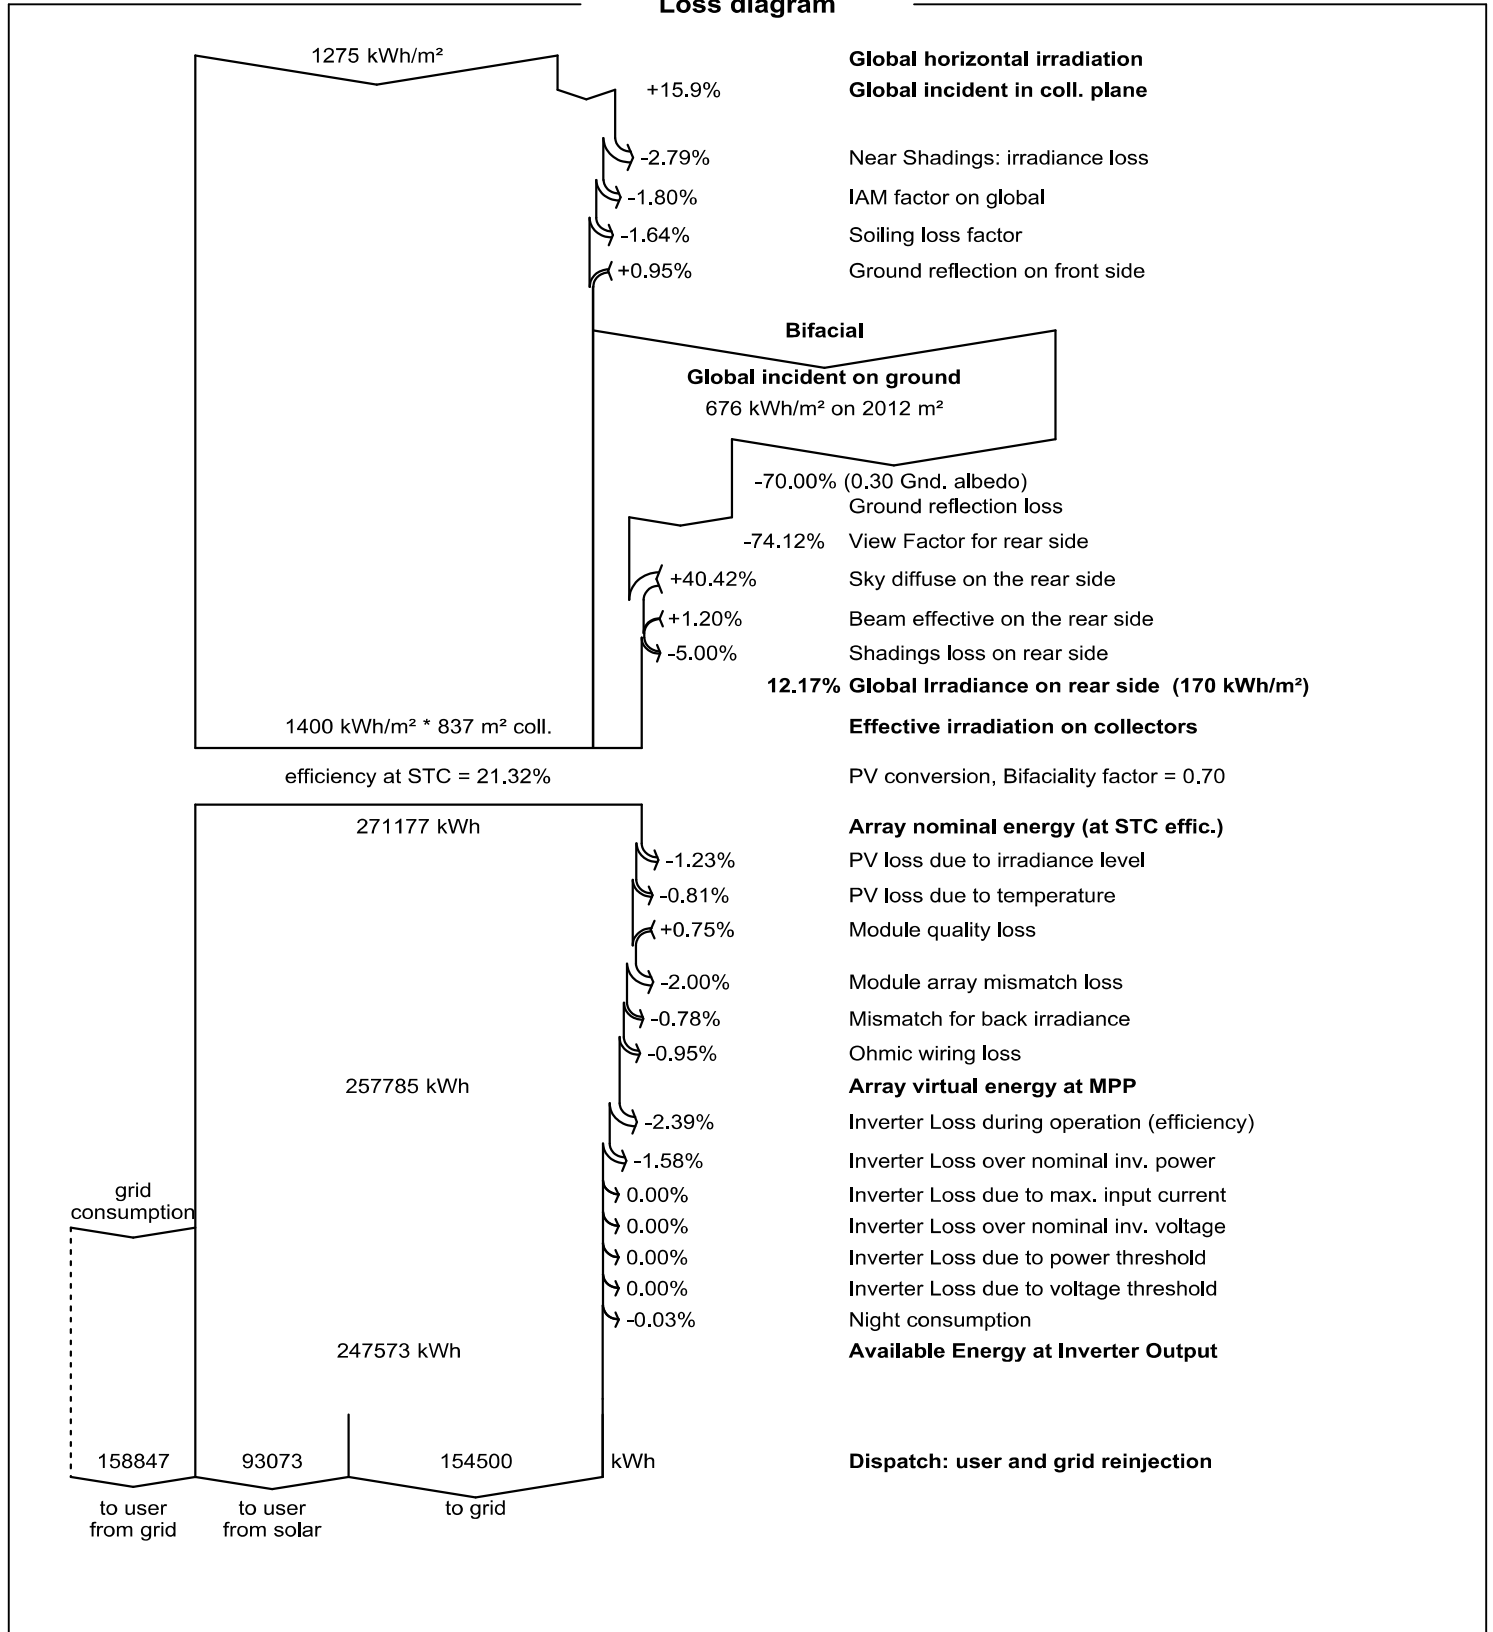 Loss diagram
1275 kWh/m² Global horizontal irradiation
+15.9% Global incident in coll. plane
-2.79% Near Shadings: irradiance loss
-1.80% IAM factor on global
-1.64% Soiling loss factor
+0.95% Ground reflection on front side
Bifacial
Global incident on ground
676 kWh/m² on 2012 m²
-70.00% (0.30 Gnd. albedo)
Ground reflection loss
-74.12% View Factor for rear side
+40.42% Sky diffuse on the rear side
+1.20% Beam effective on the rear side
-5.00% Shadings loss on rear side
12.17% Global Irradiance on rear side (170 kWh/m²)
1400 kWh/m² * 837 m² coll. Effective irradiation on collectors
efficiency at STC = 21.32% PV conversion, Bifaciality factor = 0.70
271177 kWh Array nominal energy (at STC effic.)
-1.23% PV loss due to irradiance level
-0.81% PV loss due to temperature
+0.75% Module quality loss
-2.00% Module array mismatch loss
-0.78% Mismatch for back irradiance
-0.95% Ohmic wiring loss
257785 kWh Array virtual energy at MPP
-2.39% Inverter Loss during operation (efficiency)
-1.58% Inverter Loss over nominal inv. power
0.00% Inverter Loss due to max. input current
0.00% Inverter Loss over nominal inv. voltage
0.00% Inverter Loss due to power threshold
0.00% Inverter Loss due to voltage threshold
-0.03% Night consumption
grid
consumption
247573 kWh Available Energy at Inverter Output
158847 93073 154500 kWh Dispatch: user and grid reinjection
to user
from grid
to user
from solar
to grid